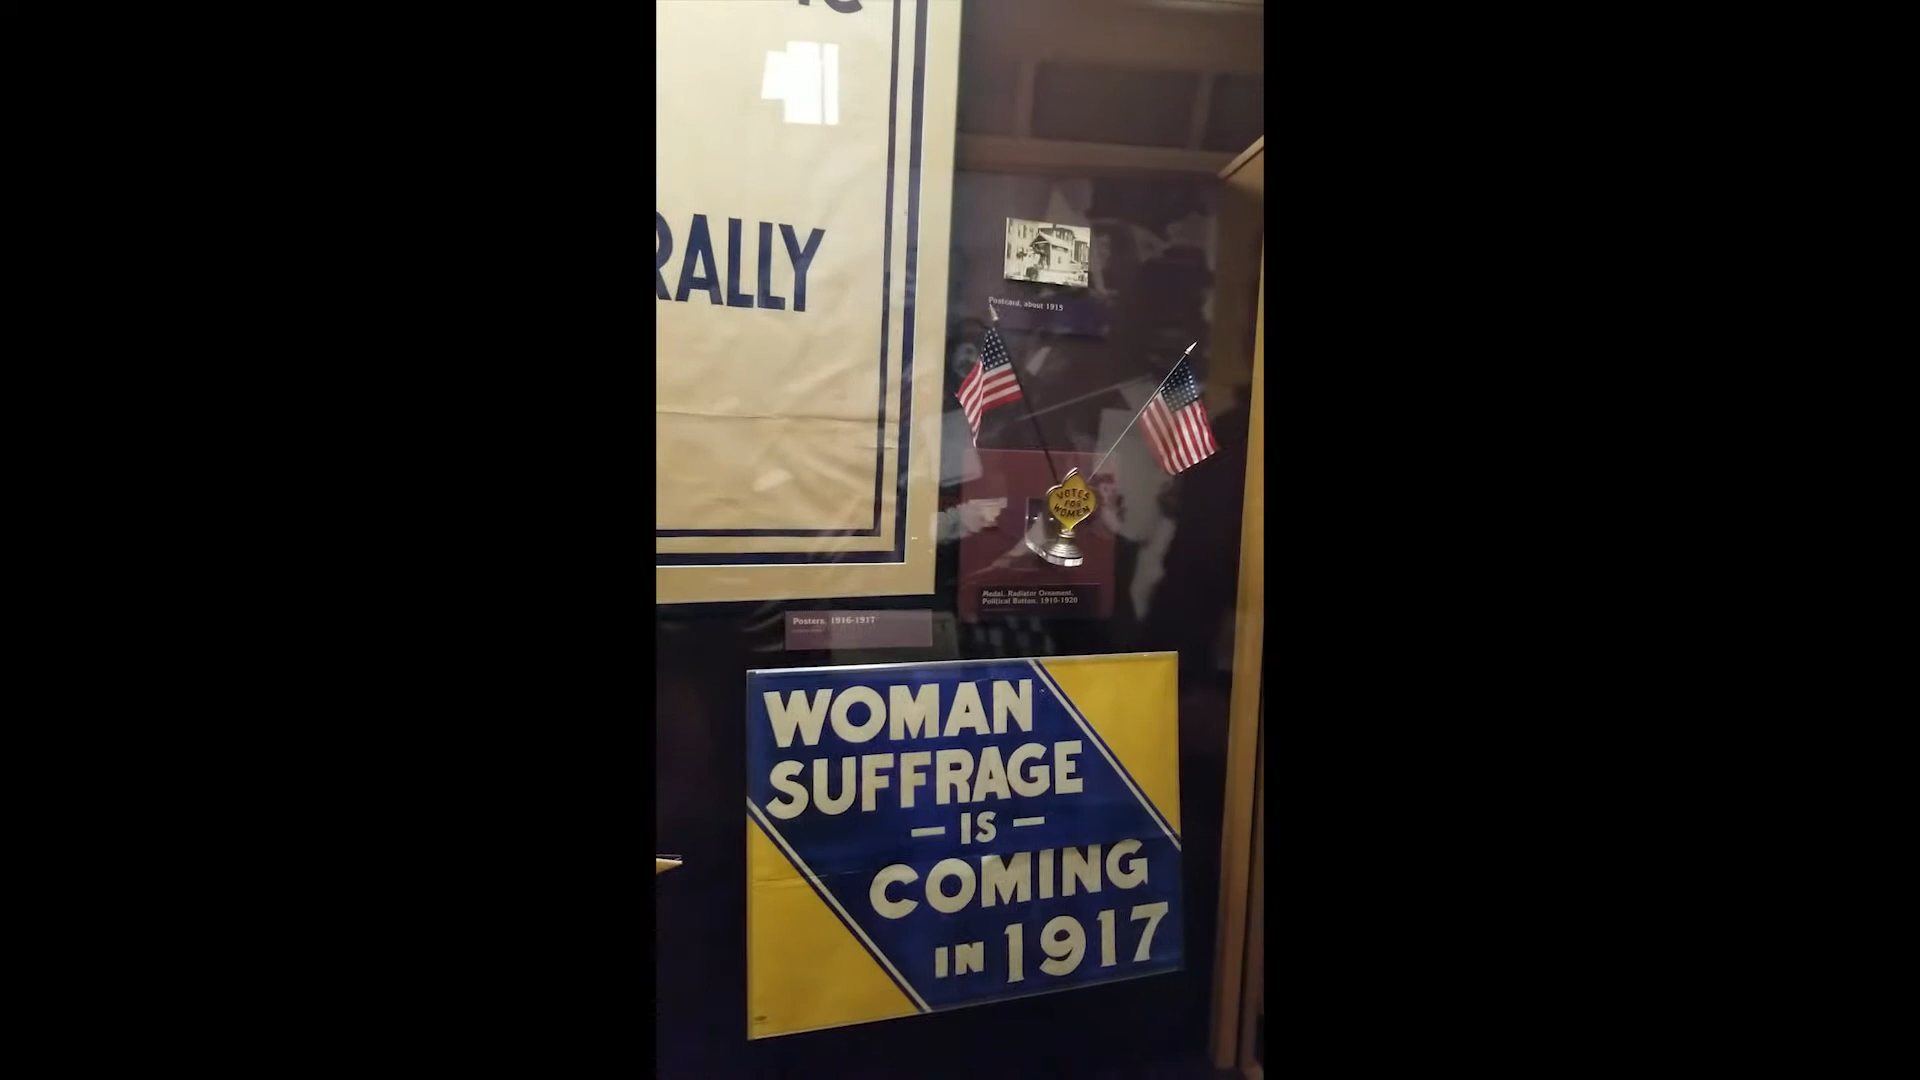 RALLY
Postcard, about 1915
VOTES
FOR
WOMEN
Medal, Radiator Ornament,
Political Button, 1910-1920
Posters, 1916-1917
WOMAN
SUFFRAGE
— IS —
COMING
IN 1917